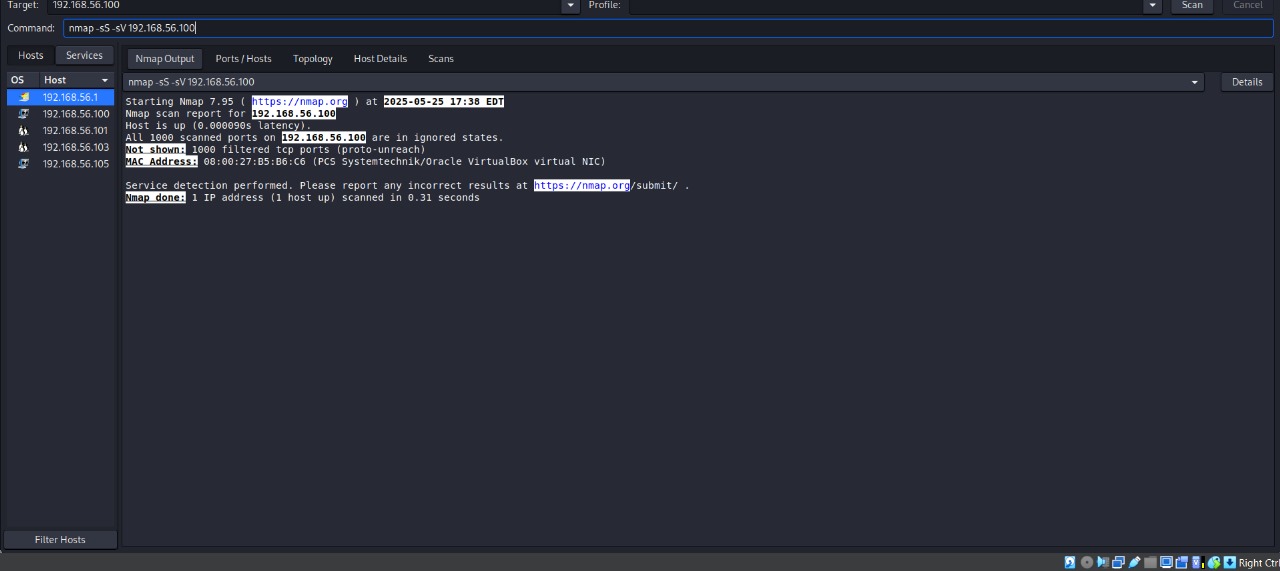 Target: 192.168.56.100 Profile: Scan Cancel
Command: nmap -sS -sV 192.168.56.100
Hosts Services Nmap Output Ports / Hosts Topology Host Details Scans
OS Host nmap -sS -sV 192.168.56.100 Details
192.168.56.1
192.168.56.100
192.168.56.101
192.168.56.103
192.168.56.105
Starting Nmap 7.95 ( https://nmap.org ) at 2025-05-25 17:38 EDT
Nmap scan report for 192.168.56.100
Host is up (0.000090s latency).
All 1000 scanned ports on 192.168.56.100 are in ignored states.
Not shown: 1000 filtered tcp ports (proto-unreach)
MAC Address: 08:00:27:B5:B6:C6 (PCS Systemtechnik/Oracle VirtualBox virtual NIC)
Service detection performed. Please report any incorrect results at https://nmap.org/submit/ .
Nmap done: 1 IP address (1 host up) scanned in 0.31 seconds
Filter Hosts
Right Ctrl